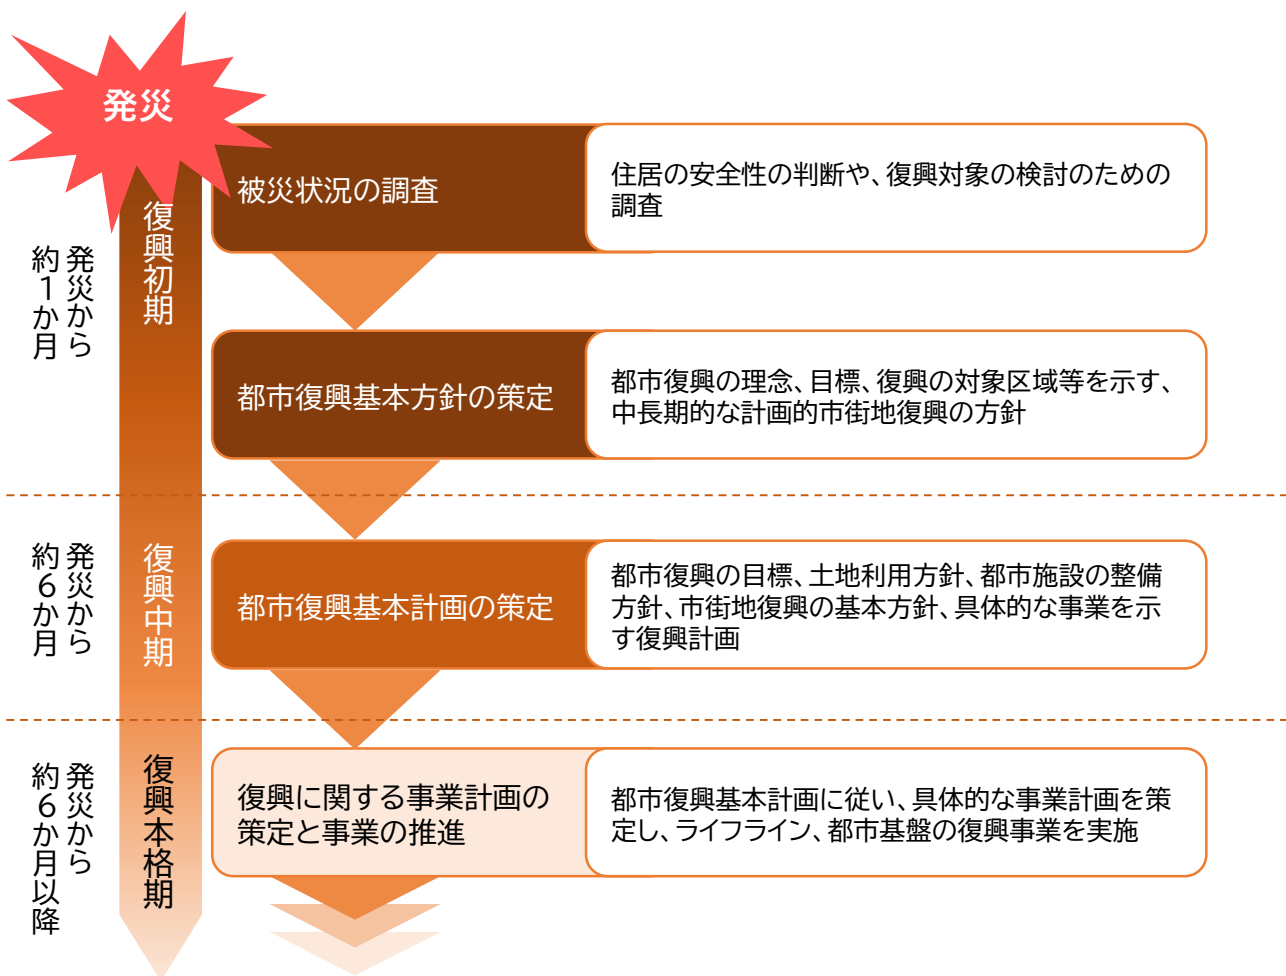 発災
発災から
約1か月
復興初期
被災状況の調査
住居の安全性の判断や、復興対象の検討のための
調査
都市復興基本方針の策定
都市復興の理念、目標、復興の対象区域等を示す、
中長期的な計画的市街地復興の方針
発災から
約6か月
復興中期
都市復興基本計画の策定
都市復興の目標、土地利用方針、都市施設の整備
方針、市街地復興の基本方針、具体的な事業を示
す復興計画
発災から
約6か月以降
復興本格期
復興に関する事業計画の
策定と事業の推進
都市復興基本計画に従い、具体的な事業計画を策
定し、ライフライン、都市基盤の復興事業を実施